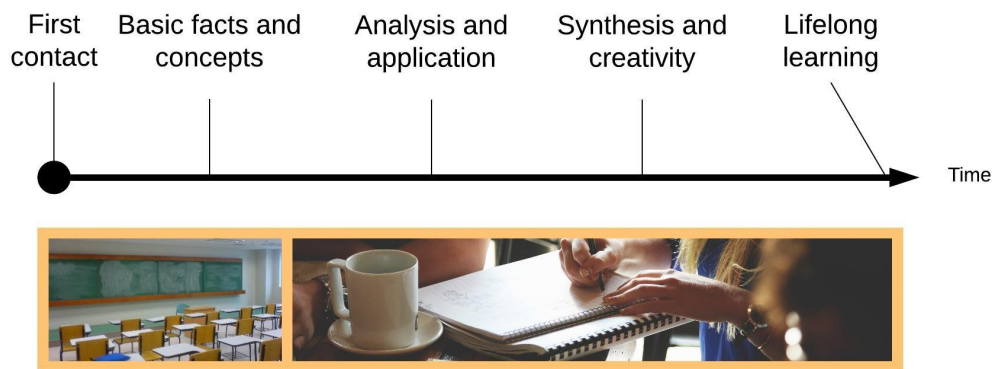 First
contact
Basic facts and
concepts
Analysis and
application
Synthesis and
creativity
Lifelong
learning
Time